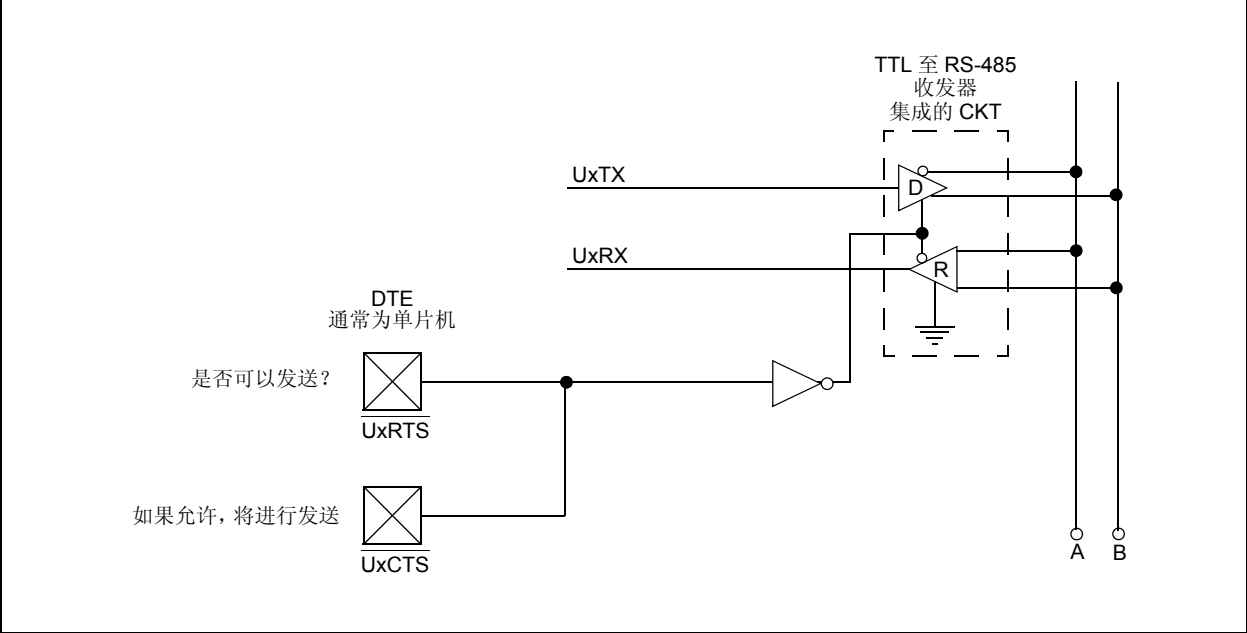 TTL 至 RS-485
收发器
集成的 CKT
UxTX
D
UxRX
R
DTE
通常为单片机
是否可以发送？
UxRTS
如果允许，将进行发送
UxCTS
A
B